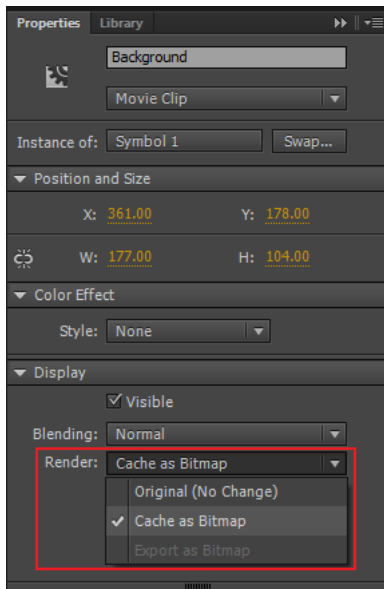 Properties Library
Background
Movie Clip
Instance of: Symbol 1 Swap...
Position and Size
X: 361.00 Y: 178.00
W: 177.00 H: 104.00
Color Effect
Style: None
Display
Visible
Blending: Normal
Render: Cache as Bitmap
Original (No Change)
Cache as Bitmap
Export as Bitmap